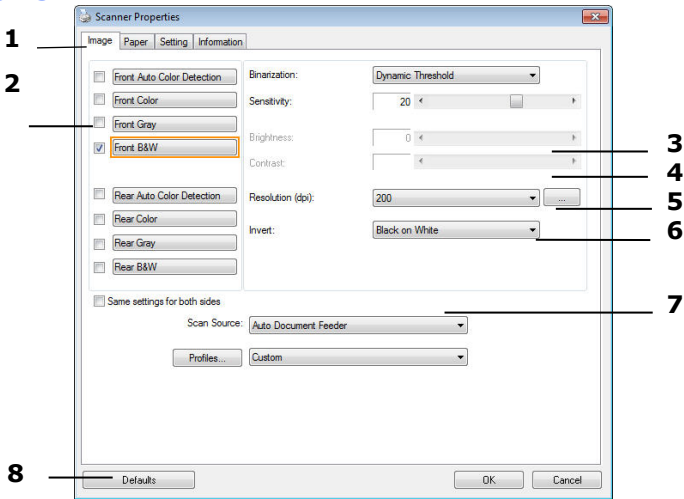 Scanner Properties
1
Image Paper Setting Information
2
Front Auto Color Detection
Front Color
Front Gray
Front B&W
Rear Auto Color Detection
Rear Color
Rear Gray
Rear B&W
Binarization: Dynamic Threshold
Sensitivity: 20
Brightness: 0
3
Contrast:
4
Resolution (dpi): 200 ...
5
Invert: Black on White
6
Same settings for both sides
7
Scan Source: Auto Document Feeder
Profiles... Custom
8
Defaults OK Cancel